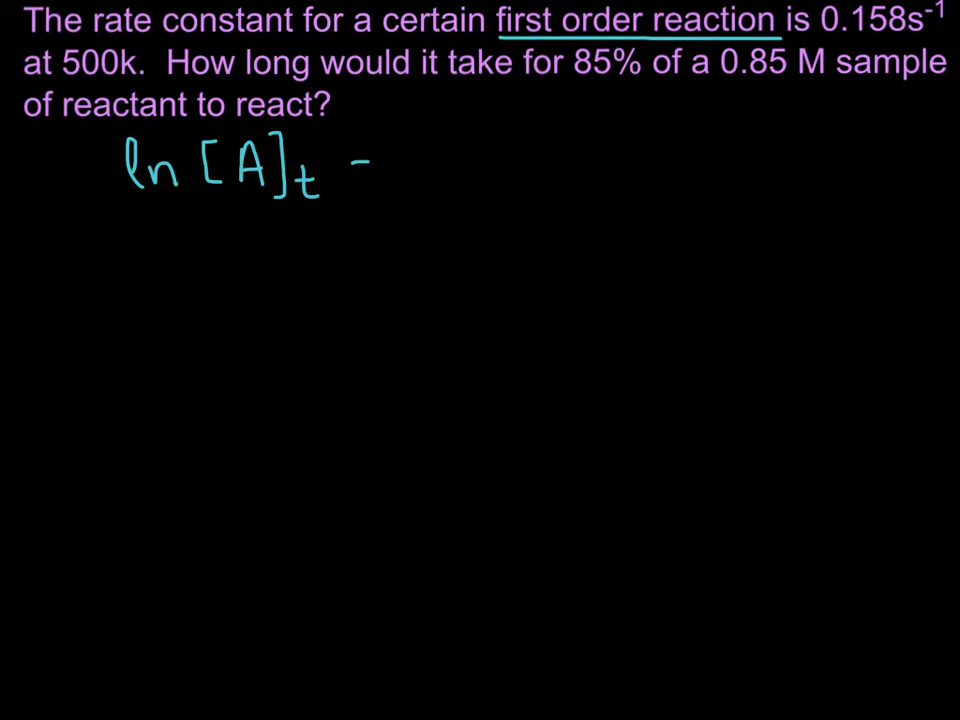 The rate constant for a certain first order reaction is 0.158s⁻¹
at 500k. How long would it take for 85% of a 0.85 M sample
of reactant to react?
ln [A]t -